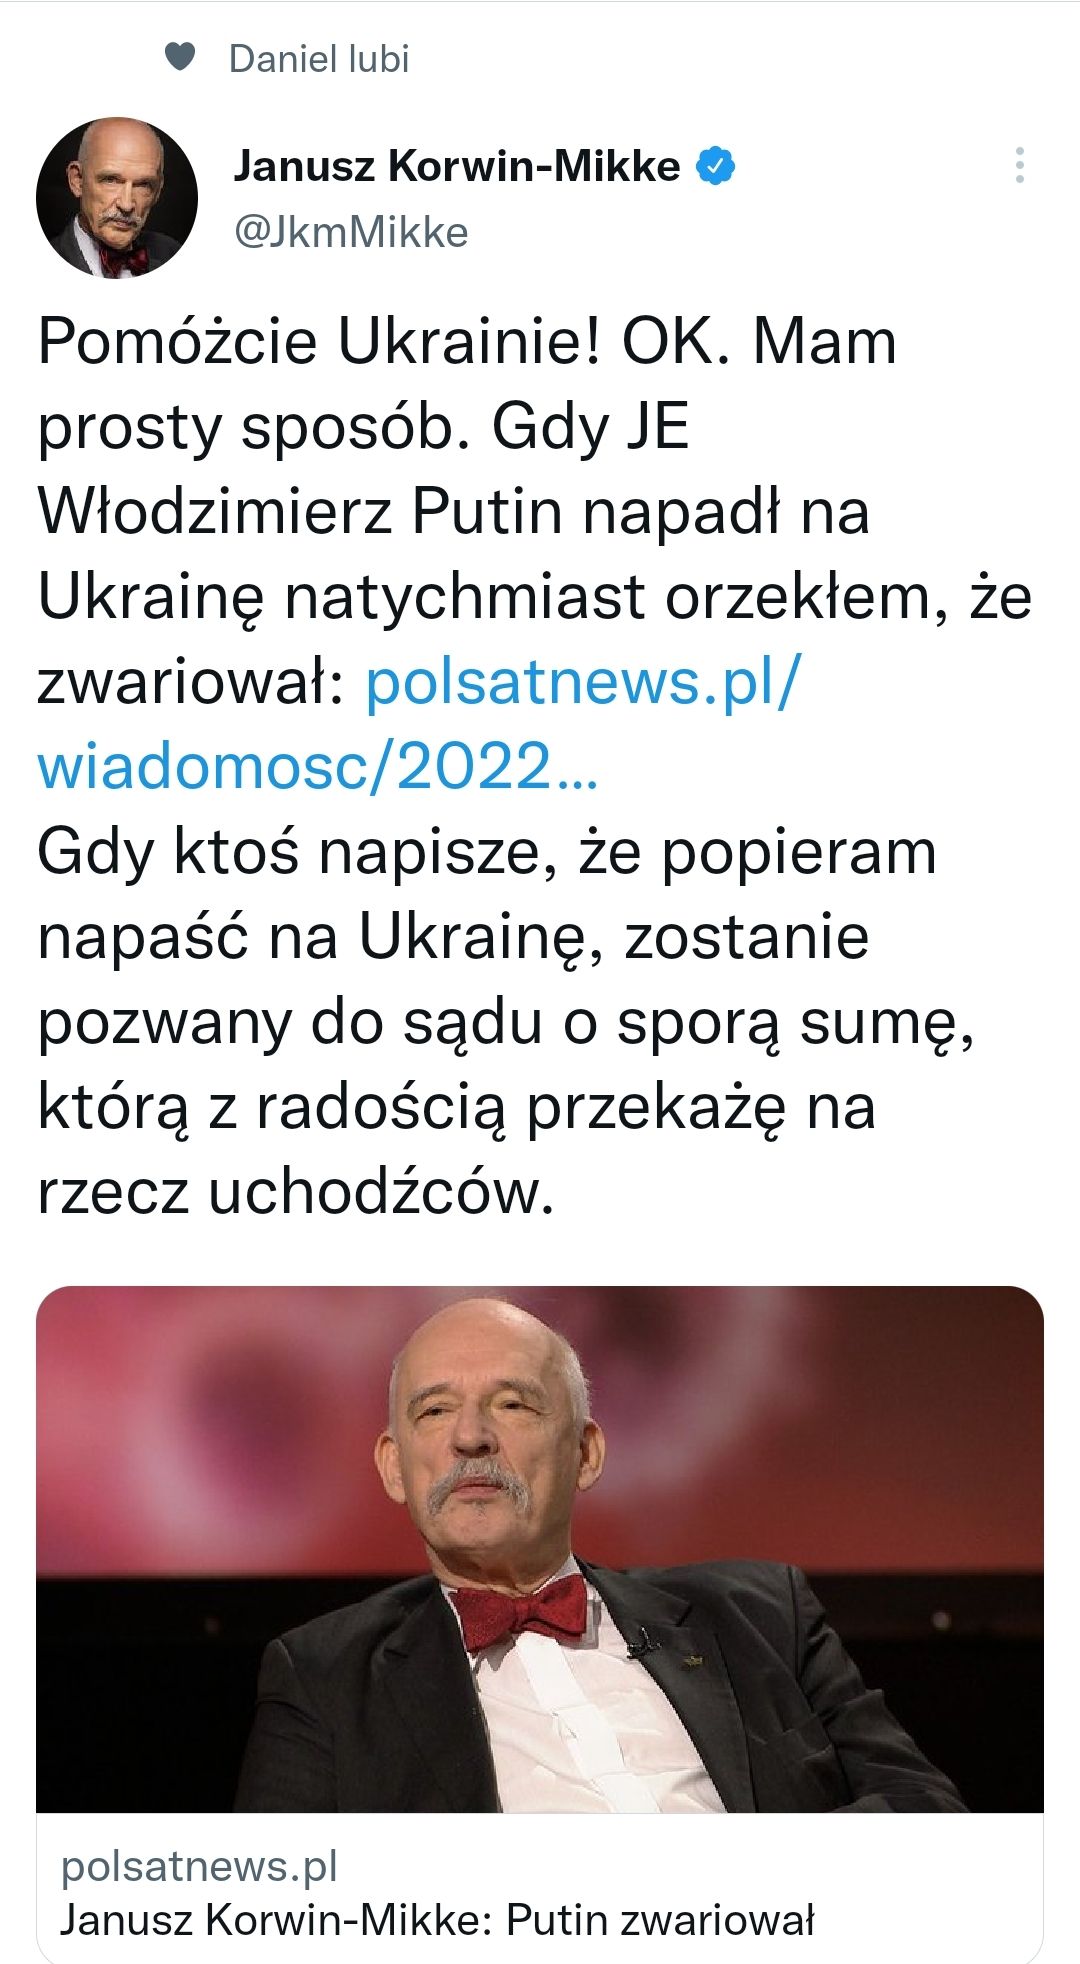 Daniel lubi
Janusz Korwin-Mikke
@JkmMikke
Pomóżcie Ukrainie! OK. Mam
prosty sposób. Gdy JE
Włodzimierz Putin napadł na
Ukrainę natychmiast orzekłem, że
zwariował: polsatnews.pl/
wiadomosc/2022…
Gdy ktoś napisze, że popieram
napaść na Ukrainę, zostanie
pozwany do sądu o sporą sumę,
którą z radością przekażę na
rzecz uchodźców.
polsatnews.pl
Janusz Korwin-Mikke: Putin zwariował